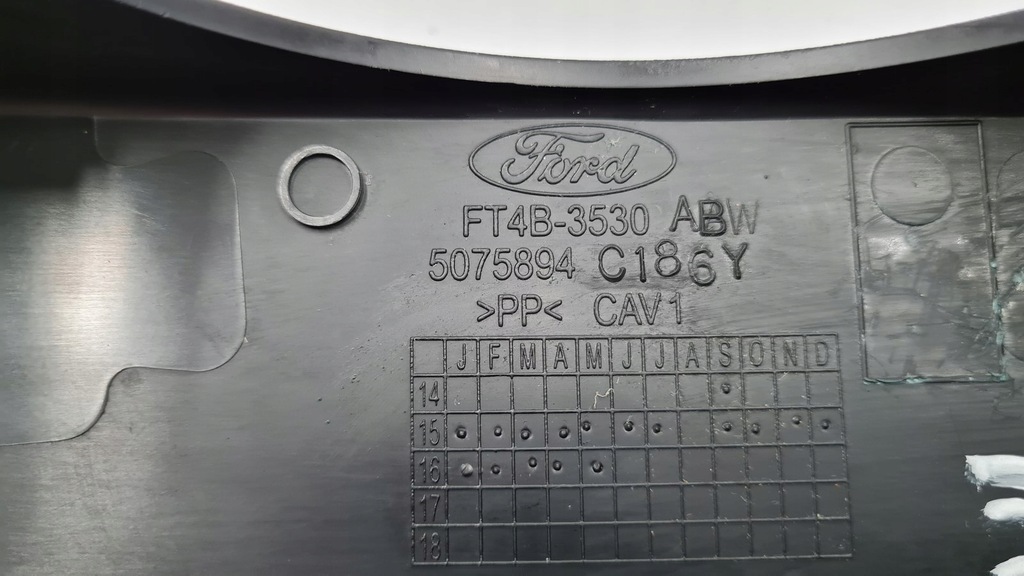 Ford
FT4B-3530 ABW
5075894 C186Y
>PP< CAV1
J F M A M J J A S O N D
14
15
16
17
18